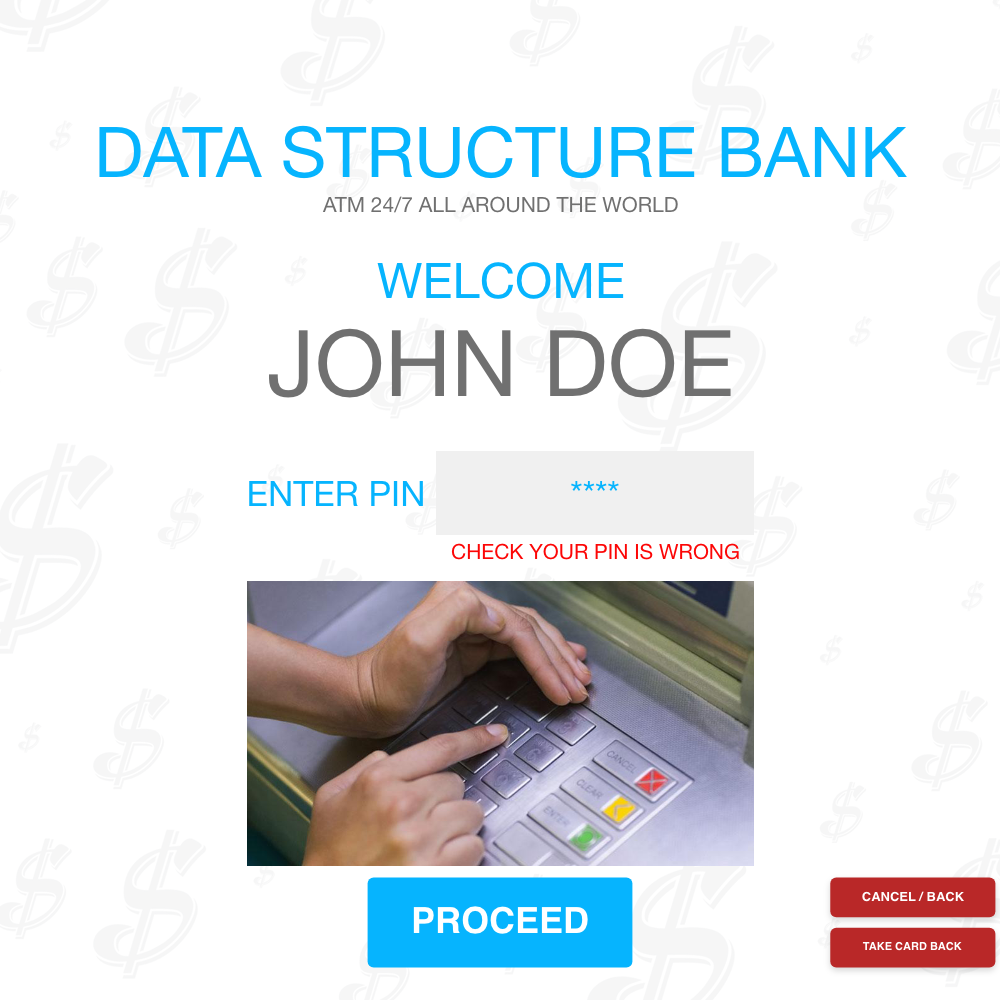 DATA STRUCTURE BANK
ATM 24/7 ALL AROUND THE WORLD
WELCOME
JOHN DOE
ENTER PIN ****
CHECK YOUR PIN IS WRONG
CANCEL
CLEAR
ENTER
PROCEED
CANCEL / BACK
TAKE CARD BACK